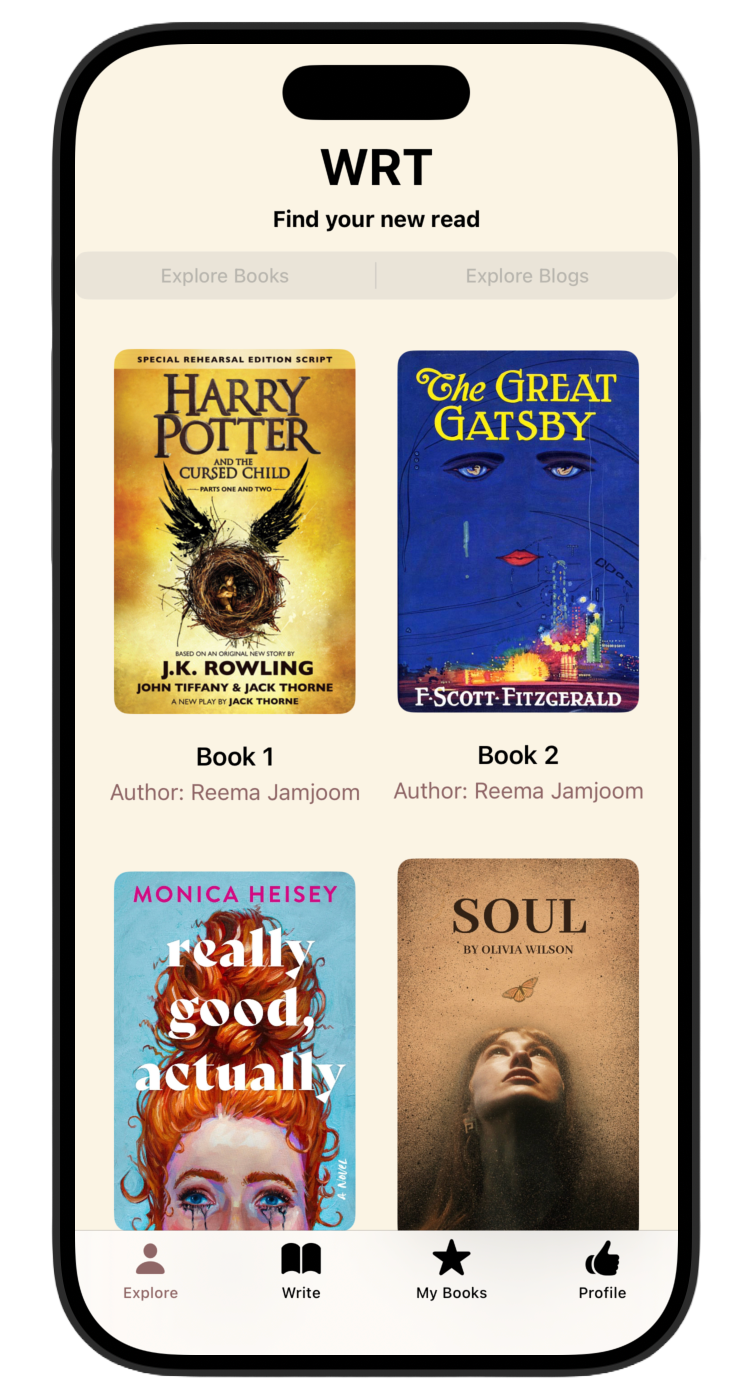 WRT
Find your new read
Explore Books
Explore Blogs
SPECIAL REHEARSAL EDITION SCRIPT
HARRY
POTTER
AND THE
CURSED CHILD
PARTS ONE AND TWO
BASED ON AN ORIGINAL NEW STORY BY
J.K. ROWLING
JOHN TIFFANY & JACK THORNE
A NEW PLAY BY JACK THORNE
The GREAT
GATSBY
F·SCOTT·FITZGERALD
Book 1
Author: Reema Jamjoom
Book 2
Author: Reema Jamjoom
MONICA HEISEY
really
good,
actually
A NOVEL
SOUL
BY OLIVIA WILSON
Explore
Write
My Books
Profile